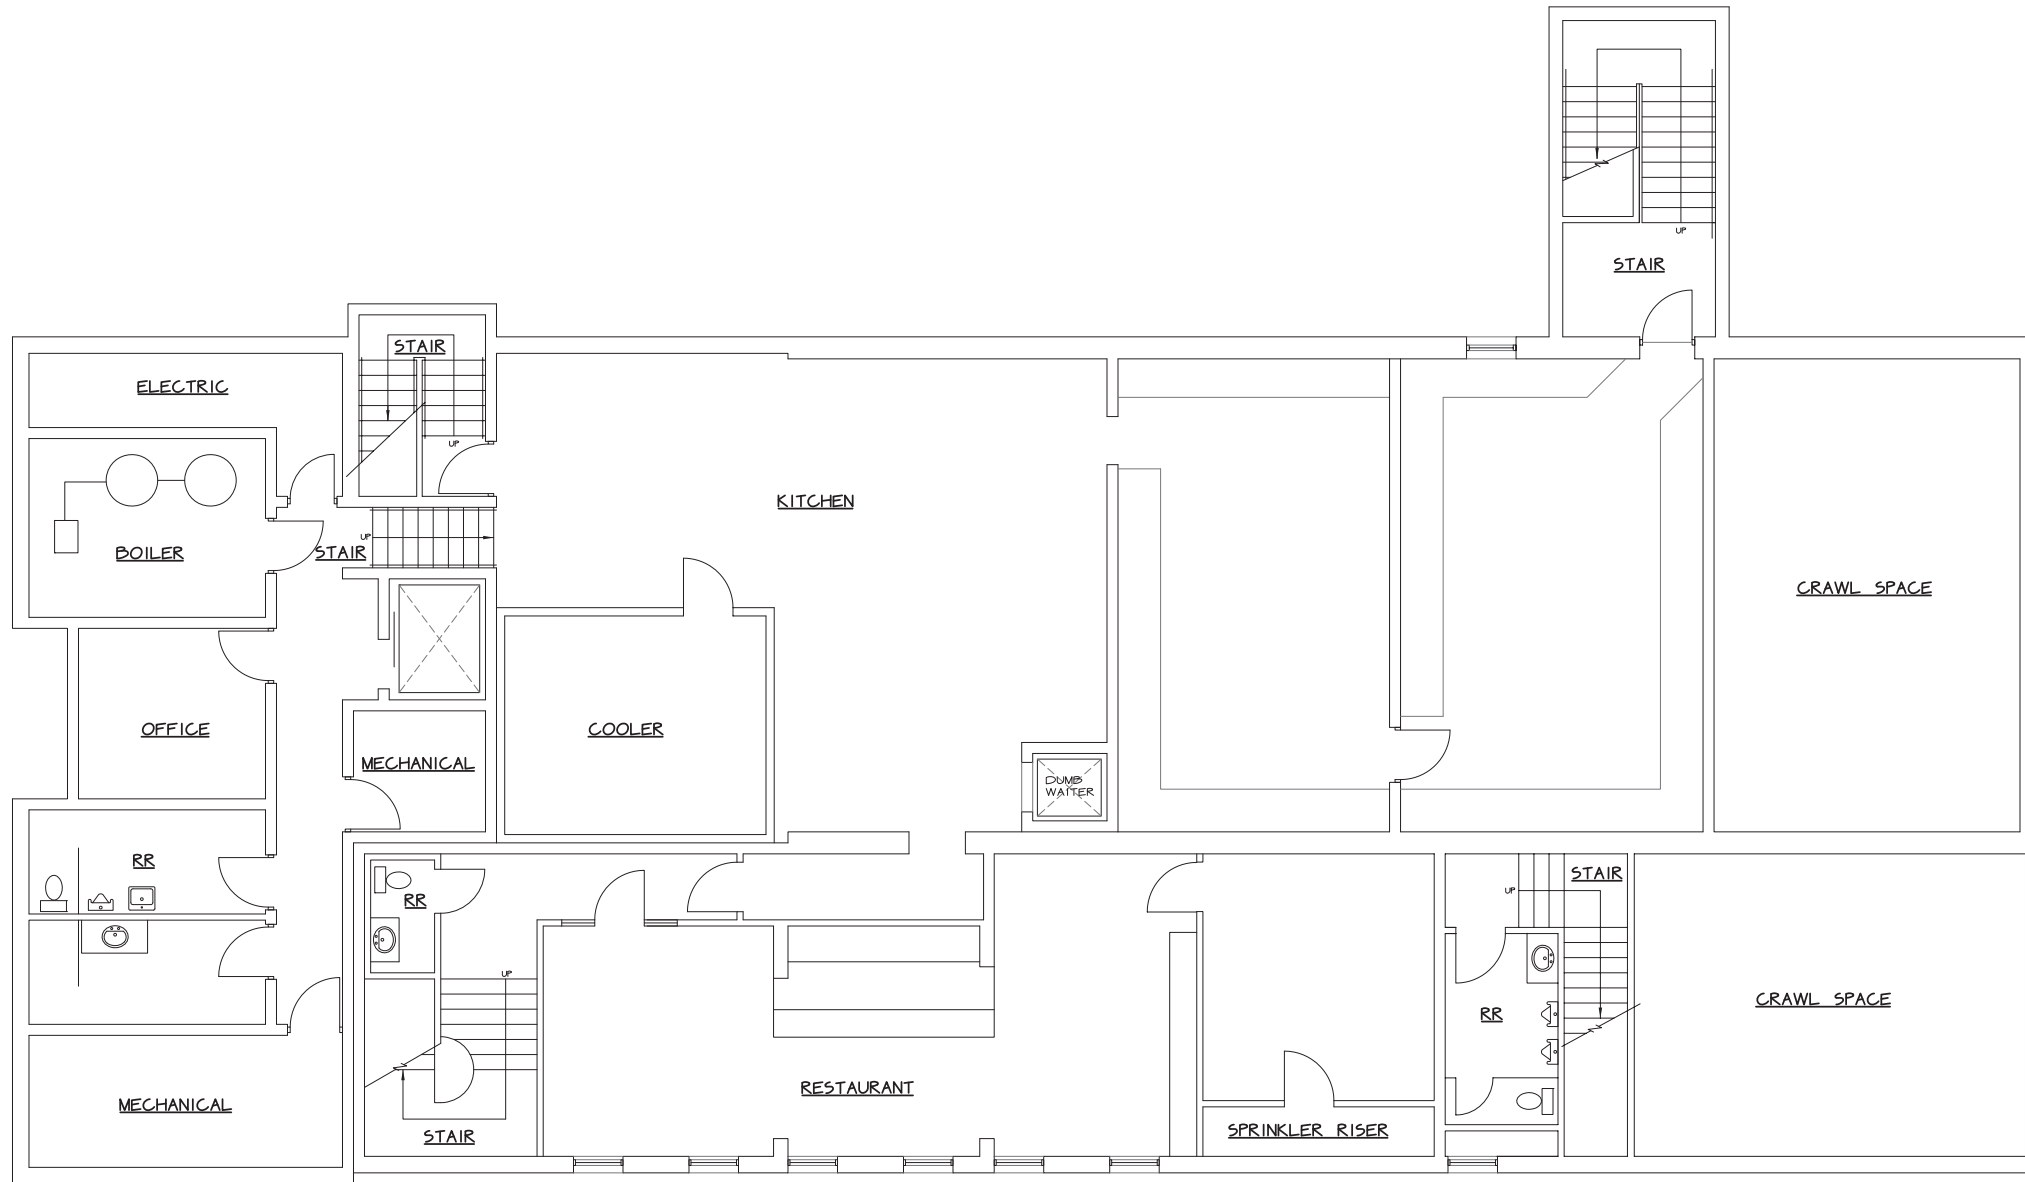 UP
STAIR
STAIR
ELECTRIC
UP
KITCHEN
UP
STAIR
BOILER
CRAWL SPACE
OFFICE
COOLER
MECHANICAL
DUMB
WAITER
RR
RR
UP
STAIR
UP
CRAWL SPACE
RR
RESTAURANT
MECHANICAL
STAIR
SPRINKLER RISER